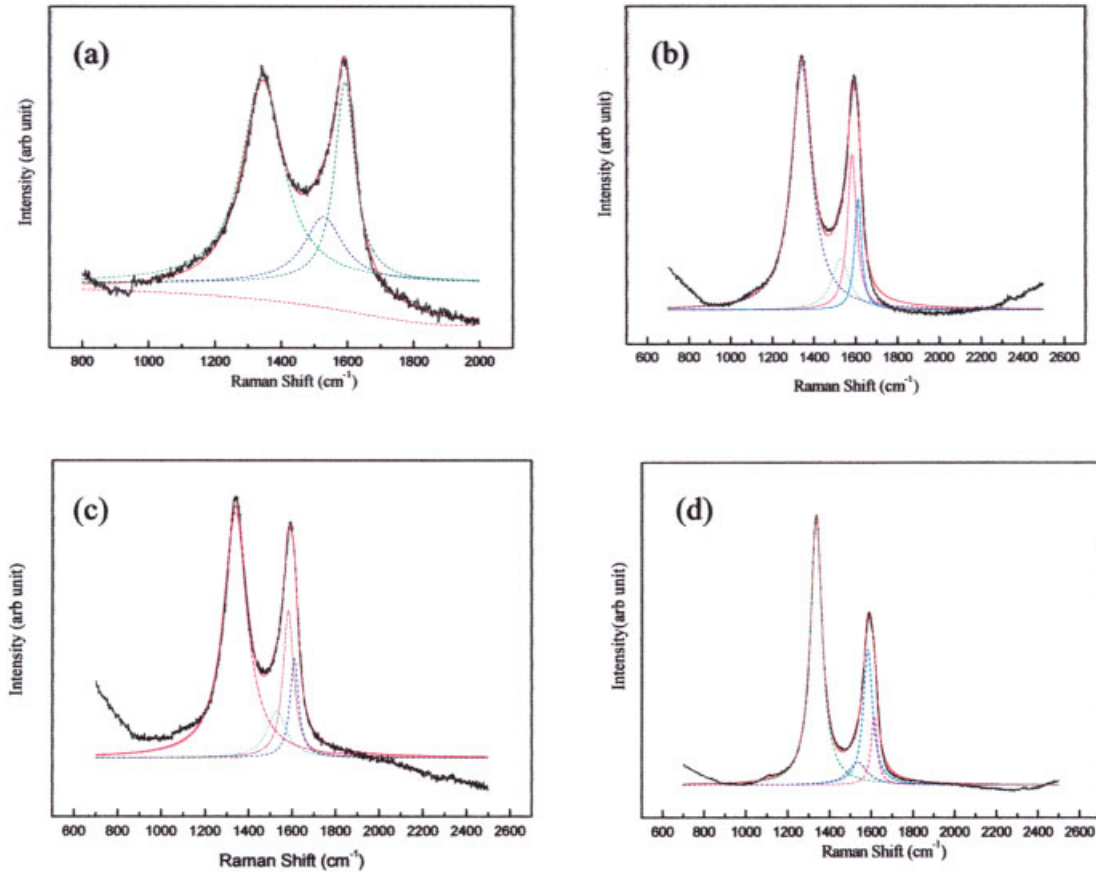 (a)
Intensity (arb unit)
800 1000 1200 1400 1600 1800 2000
Raman Shift (cm⁻¹)
(b)
Intensity (arb unit)
600 800 1000 1200 1400 1600 1800 2000 2200 2400 2600
Raman Shift (cm⁻¹)
(c)
Intensity (arb unit)
600 800 1000 1200 1400 1600 1800 2000 2200 2400 2600
Raman Shift (cm⁻¹)
(d)
Intensity(arb unit)
600 800 1000 1200 1400 1600 1800 2000 2200 2400 2600
Raman Shift (cm⁻¹)